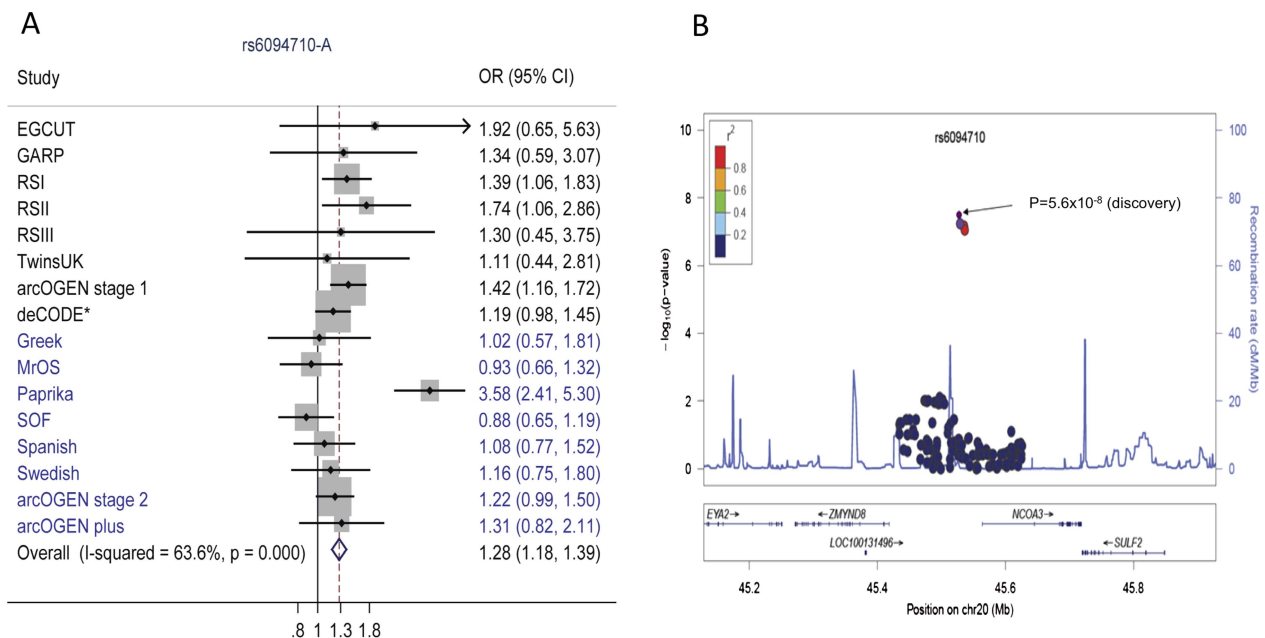 A
rs6094710-A
Study OR (95% CI)
EGCUT 1.92 (0.65, 5.63)
GARP 1.34 (0.59, 3.07)
RSI 1.39 (1.06, 1.83)
RSII 1.74 (1.06, 2.86)
RSIII 1.30 (0.45, 3.75)
TwinsUK 1.11 (0.44, 2.81)
arcOGEN stage 1 1.42 (1.16, 1.72)
deCODE* 1.19 (0.98, 1.45)
Greek 1.02 (0.57, 1.81)
MrOS 0.93 (0.66, 1.32)
Paprika 3.58 (2.41, 5.30)
SOF 0.88 (0.65, 1.19)
Spanish 1.08 (0.77, 1.52)
Swedish 1.16 (0.75, 1.80)
arcOGEN stage 2 1.22 (0.99, 1.50)
arcOGEN plus 1.31 (0.82, 2.11)
Overall (I-squared = 63.6%, p = 0.000) 1.28 (1.18, 1.39)
.8 1 1.3 1.8
B
10 8 6 4 2 0
−log₁₀(p−value)
r²
0.8
0.6
0.4
0.2
rs6094710
P=5.6x10⁻⁸ (discovery)
100 80 60 40 20 0
Recombination rate (cM/Mb)
EYA2→ ←ZMYND8 NCOA3→
LOC100131496→ ←SULF2
45.2 45.4 45.6 45.8
Position on chr20 (Mb)